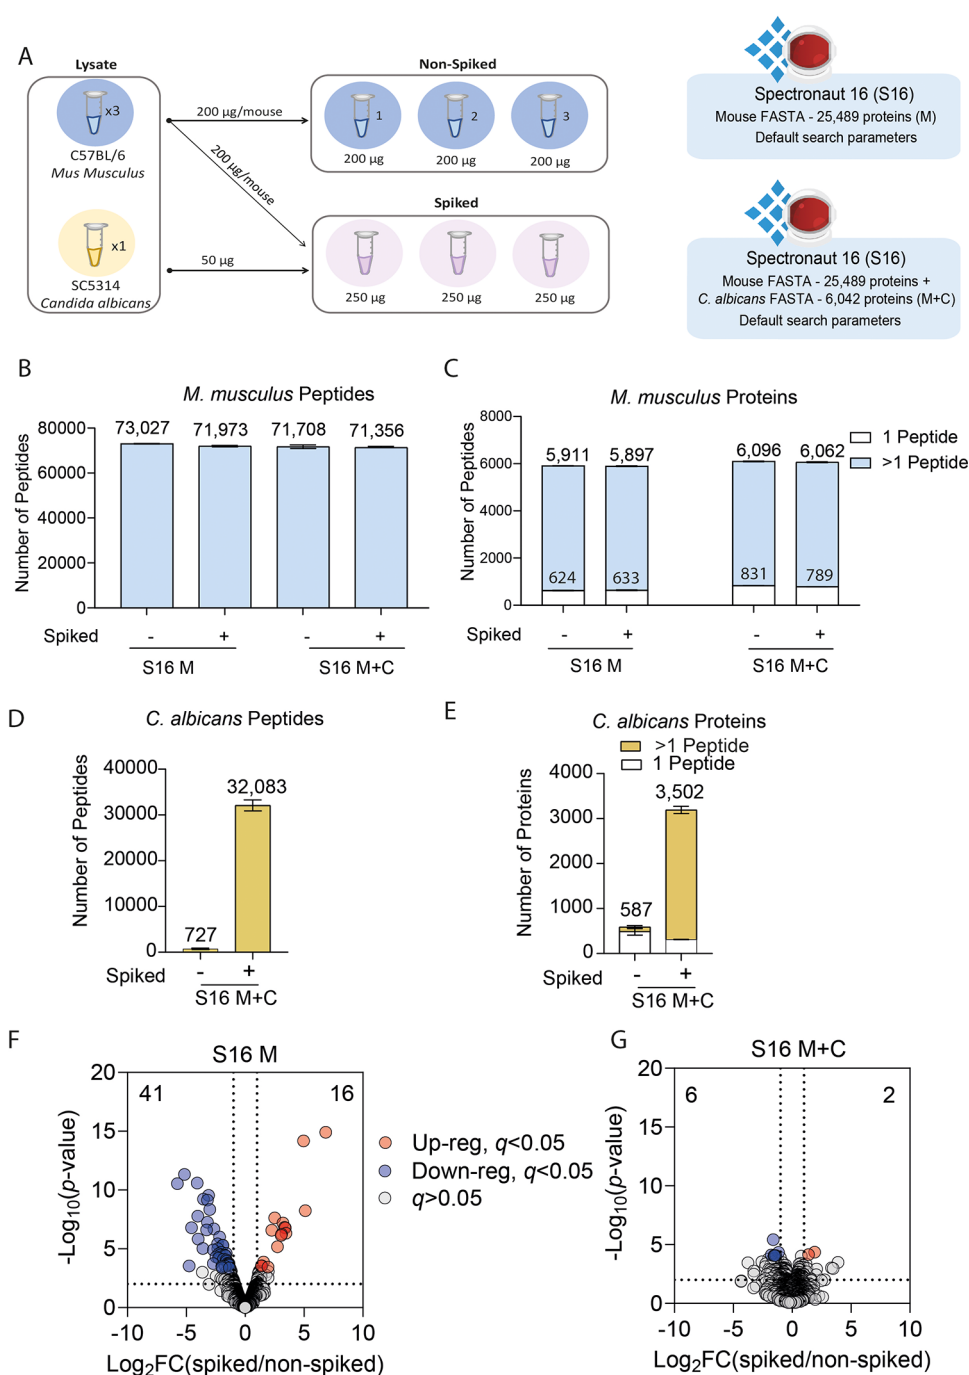 A
Lysate
x3
C57BL/6
Mus Musculus
x1
SC5314
Candida albicans
200 µg/mouse
200 µg/mouse
50 µg
Non-Spiked
1
2
3
200 µg
200 µg
200 µg
Spiked
250 µg
250 µg
250 µg
Spectronaut 16 (S16)
Mouse FASTA - 25,489 proteins (M)
Default search parameters
Spectronaut 16 (S16)
Mouse FASTA - 25,489 proteins +
C. albicans FASTA - 6,042 proteins (M+C)
Default search parameters
B
M. musculus Peptides
Number of Peptides
80000
60000
40000
20000
0
73,027
71,973
71,708
71,356
Spiked
-
+
-
+
S16 M
S16 M+C
C
M. musculus Proteins
Number of Peptides
8000
6000
4000
2000
0
5,911
5,897
6,096
6,062
624
633
831
789
1 Peptide
>1 Peptide
Spiked
-
+
-
+
S16 M
S16 M+C
D
C. albicans Peptides
Number of Peptides
40000
30000
20000
10000
0
727
32,083
Spiked
-
+
S16 M+C
E
C. albicans Proteins
>1 Peptide
1 Peptide
Number of Proteins
4000
3000
2000
1000
0
587
3,502
Spiked
-
+
S16 M+C
F
S16 M
-Log10(p-value)
20
15
10
5
0
41
16
-10
-5
0
5
10
Log2FC(spiked/non-spiked)
Up-reg, q<0.05
Down-reg, q<0.05
q>0.05
G
S16 M+C
-Log10(p-value)
20
15
10
5
0
6
2
-10
-5
0
5
10
Log2FC(spiked/non-spiked)